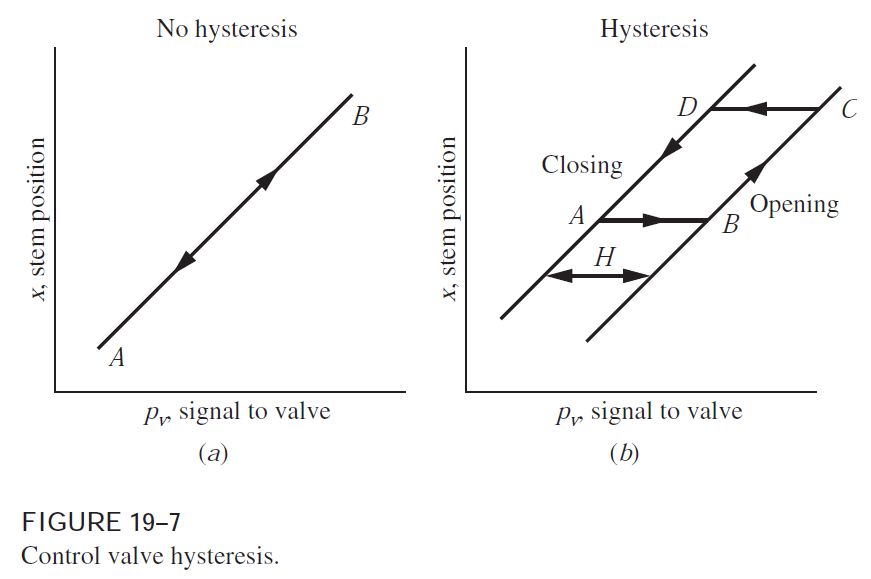 No hysteresis
B
A
x, stem position
pv, signal to valve
(a)
Hysteresis
D
C
Closing
A
B
Opening
H
x, stem position
pv, signal to valve
(b)
FIGURE 19–7
Control valve hysteresis.